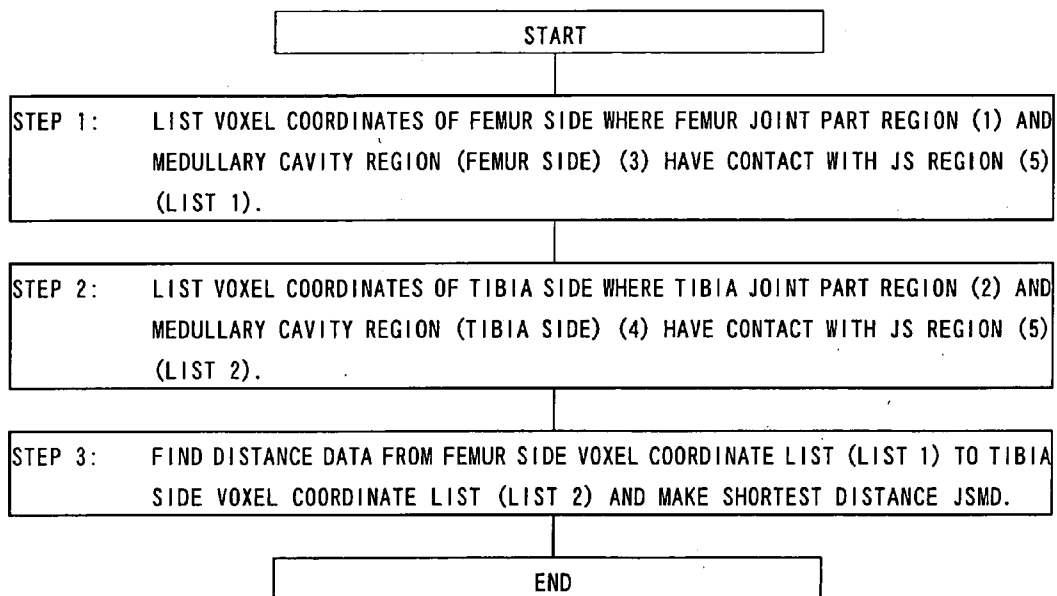 START
STEP 1: LIST VOXEL COORDINATES OF FEMUR SIDE WHERE FEMUR JOINT PART REGION (1) AND
MEDULLARY CAVITY REGION (FEMUR SIDE) (3) HAVE CONTACT WITH JS REGION (5)
(LIST 1).
STEP 2: LIST VOXEL COORDINATES OF TIBIA SIDE WHERE TIBIA JOINT PART REGION (2) AND
MEDULLARY CAVITY REGION (TIBIA SIDE) (4) HAVE CONTACT WITH JS REGION (5)
(LIST 2).
STEP 3: FIND DISTANCE DATA FROM FEMUR SIDE VOXEL COORDINATE LIST (LIST 1) TO TIBIA
SIDE VOXEL COORDINATE LIST (LIST 2) AND MAKE SHORTEST DISTANCE JSMD.
END